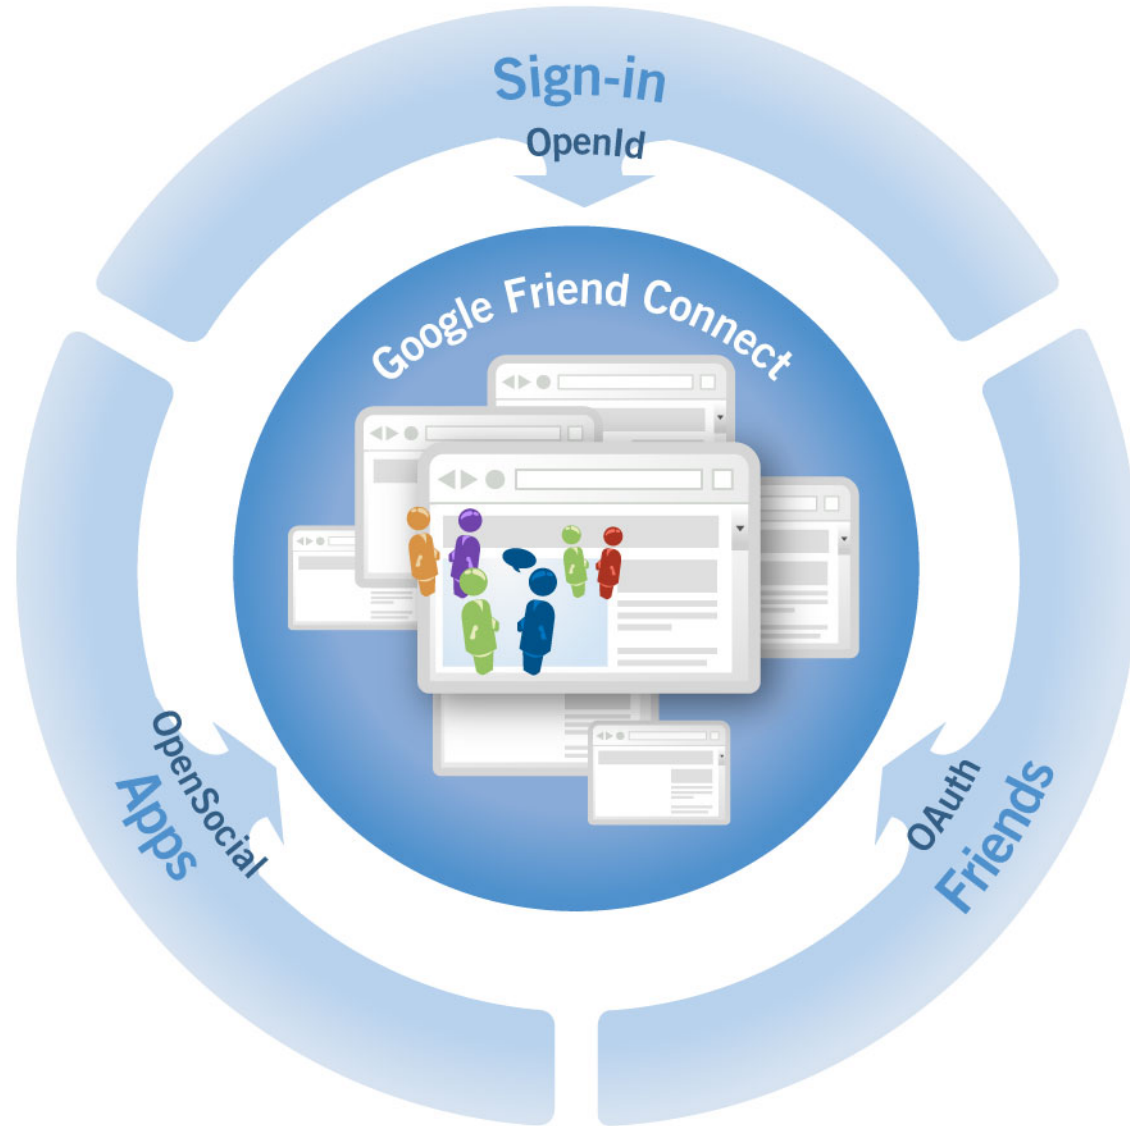 Sign-in
OpenId
Google Friend Connect
OpenSocial
Apps
OAuth
Friends